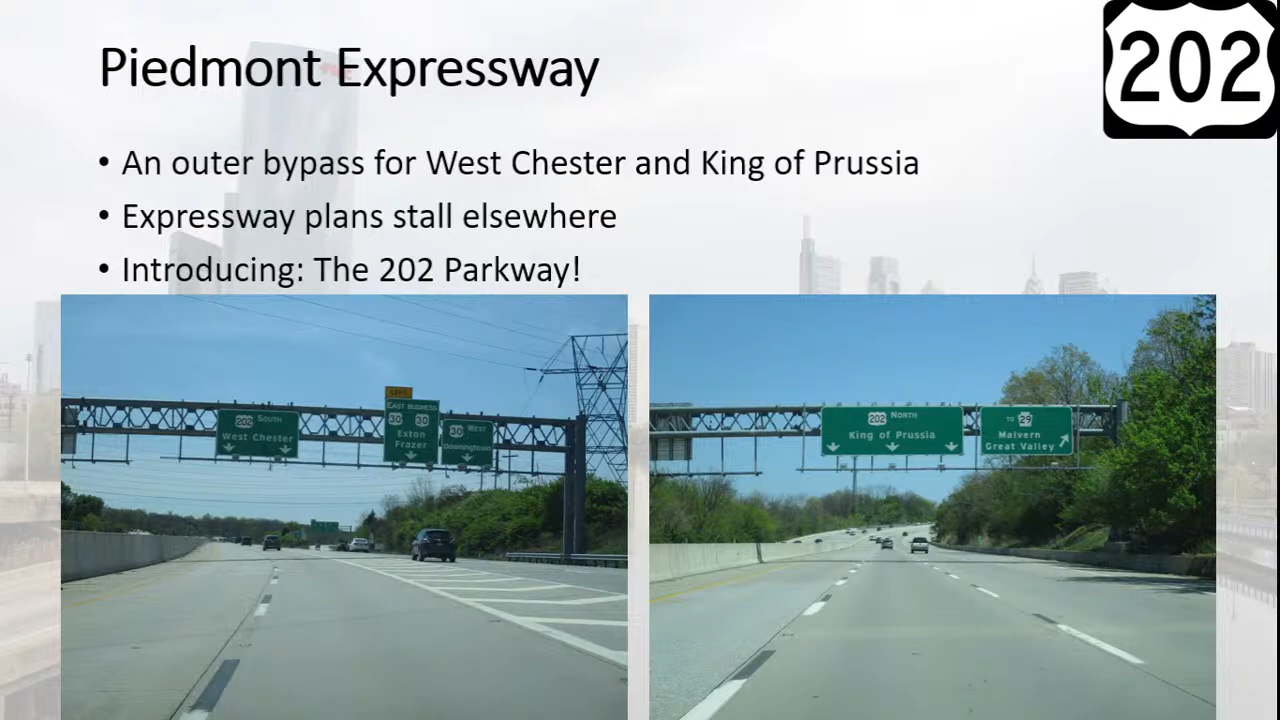 Piedmont Expressway
202
• An outer bypass for West Chester and King of Prussia
• Expressway plans stall elsewhere
• Introducing: The 202 Parkway!
202 SOUTH
West Chester
EAST BUSINESS
30 30
Exton
Frazer
30 WEST
Downingtown
202 NORTH
King of Prussia
TO 29
Malvern
Great Valley